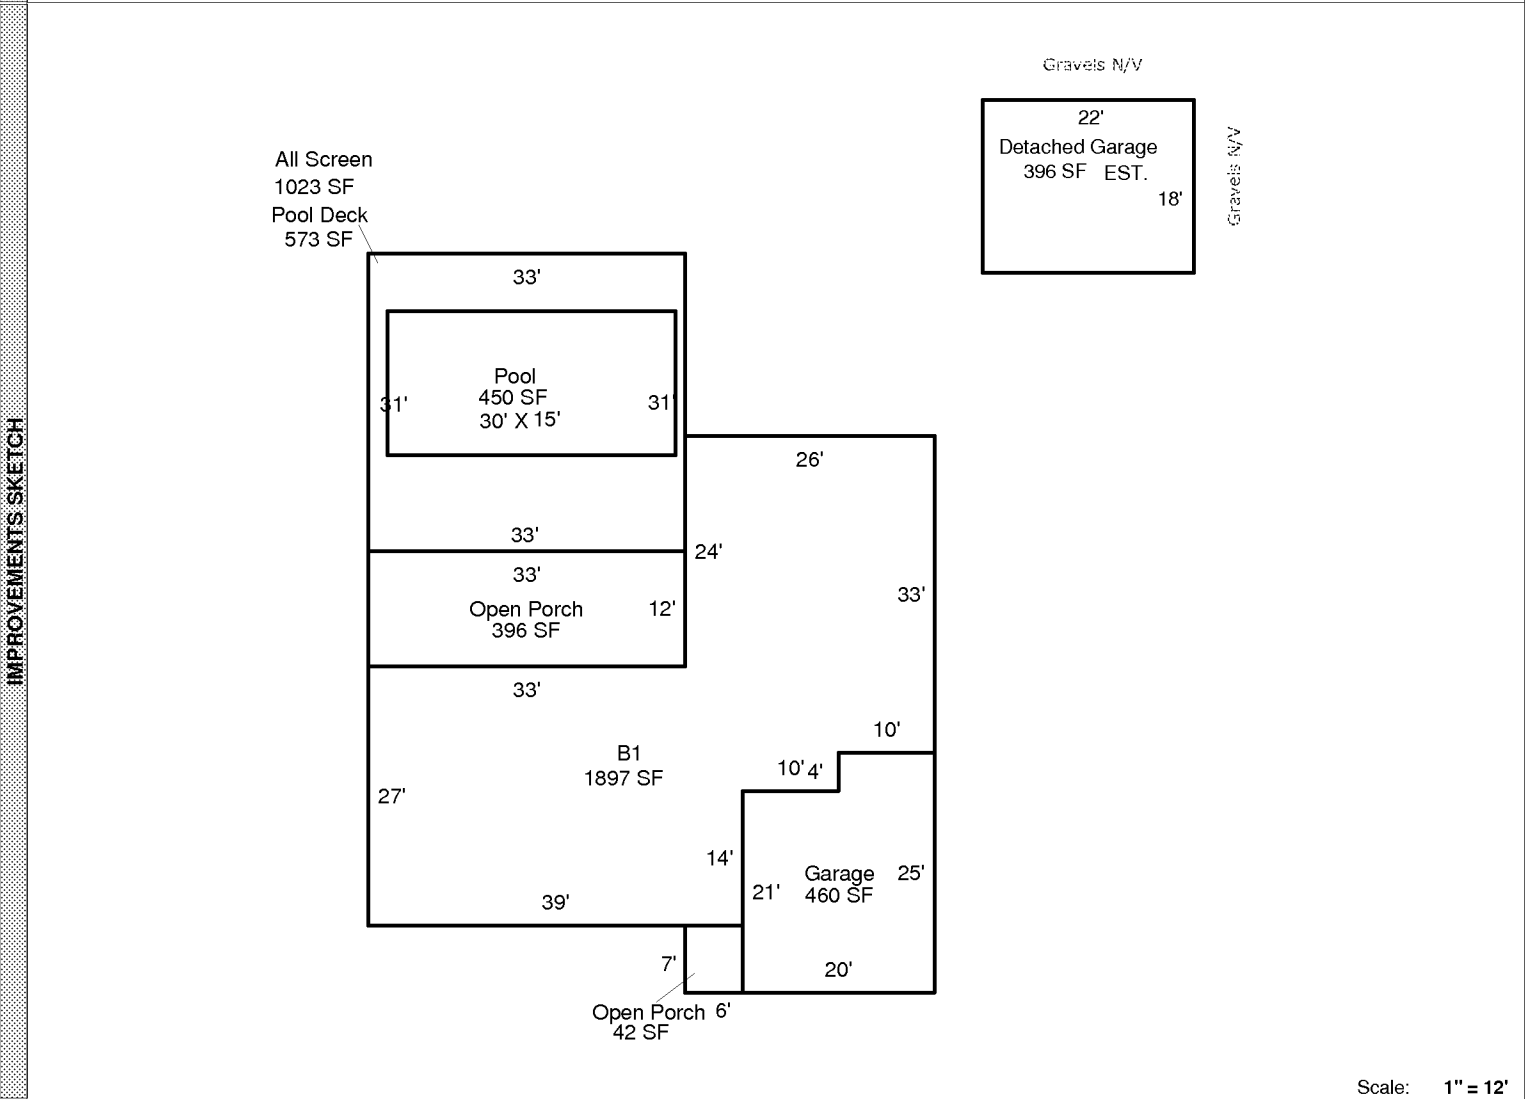 Gravels N/V
22'
Detached Garage
396 SF EST.
18'
Gravels N/V
All Screen
1023 SF
Pool Deck
573 SF
33'
Pool
450 SF
30' X 15'
31'
31'
26'
33'
24'
33'
Open Porch
396 SF
12'
33'
33'
10'
B1
1897 SF
10'
4'
27'
14'
Garage
460 SF
25'
21'
39'
7'
20'
Open Porch
42 SF
6'
IMPROVEMENTS SKETCH
Scale: 1" = 12'